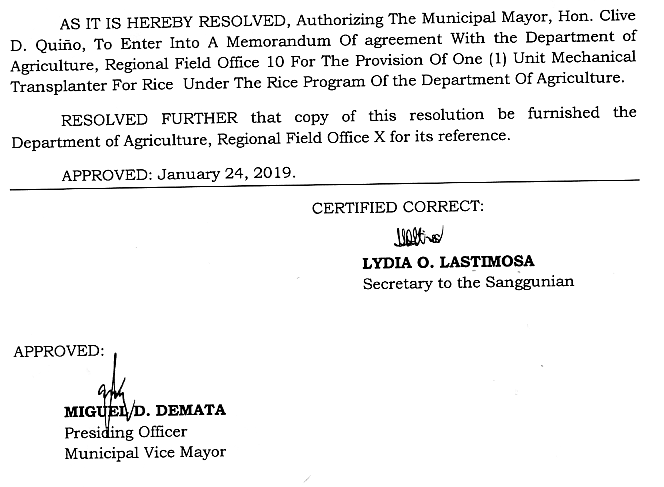 AS IT IS HEREBY RESOLVED, Authorizing The Municipal Mayor, Hon. Clive
D. Quiño, To Enter Into A Memorandum Of agreement With the Department of
Agriculture, Regional Field Office 10 For The Provision Of One (1) Unit Mechanical
Transplanter For Rice Under The Rice Program Of the Department Of Agriculture.
RESOLVED FURTHER that copy of this resolution be furnished the
Department of Agriculture, Regional Field Office X for its reference.
APPROVED: January 24, 2019.
CERTIFIED CORRECT:
LYDIA O. LASTIMOSA
Secretary to the Sanggunian
APPROVED:
MIGUEL D. DEMATA
Presiding Officer
Municipal Vice Mayor